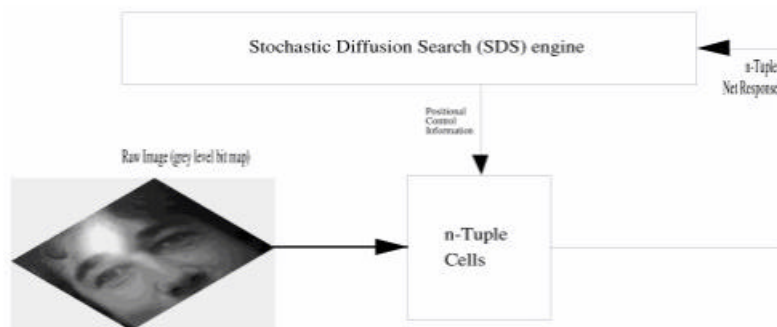 Stochastic Diffusion Search (SDS) engine
n-Tuple
Net Response
Positional
Control
Information
Raw Image (grey level bit map)
n-Tuple
Cells